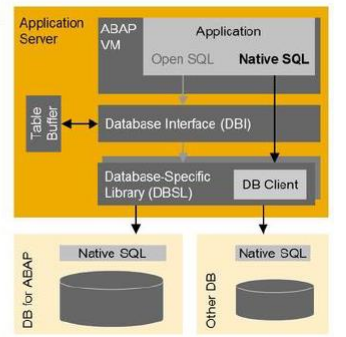 Application
Server
ABAP
VM
Application
Open SQL
Native SQL
Table
Buffer
Database Interface (DBI)
Database-Specific
Library (DBSL)
DB Client
DB for ABAP
Native SQL
Other DB
Native SQL